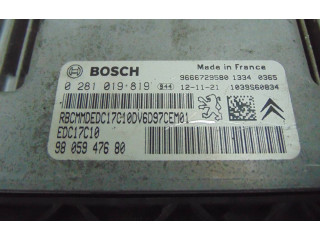 Made in France
BOSCH
9666729580 1334 0365
0 281 019 819 12-11-21 1039S60834
RBCMMDEDC17C10DV6D97CEM01
EDC17C10
98 059 476 80